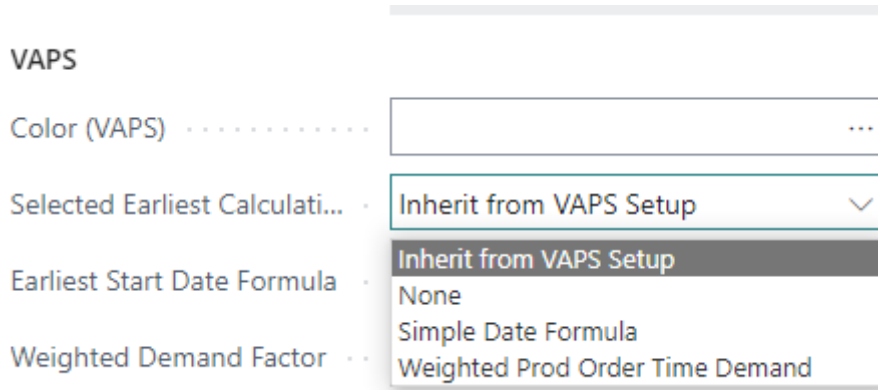 VAPS
Color (VAPS)
...
Selected Earliest Calculati...
Inherit from VAPS Setup
Inherit from VAPS Setup
Earliest Start Date Formula
None
Simple Date Formula
Weighted Demand Factor
Weighted Prod Order Time Demand